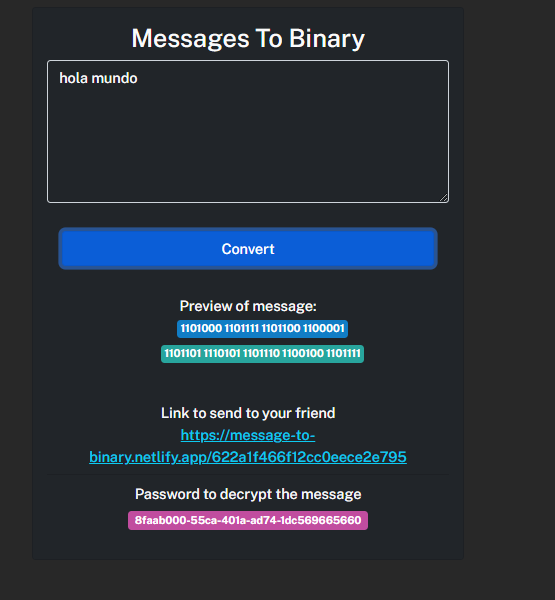 Messages To Binary
hola mundo
Convert
Preview of message:
1101000 1101111 1101100 1100001
1101101 1110101 1101110 1100100 1101111
Link to send to your friend
https://message-to-
binary.netlify.app/622a1f466f12cc0eece2e795
Password to decrypt the message
8faab000-55ca-401a-ad74-1dc569665660